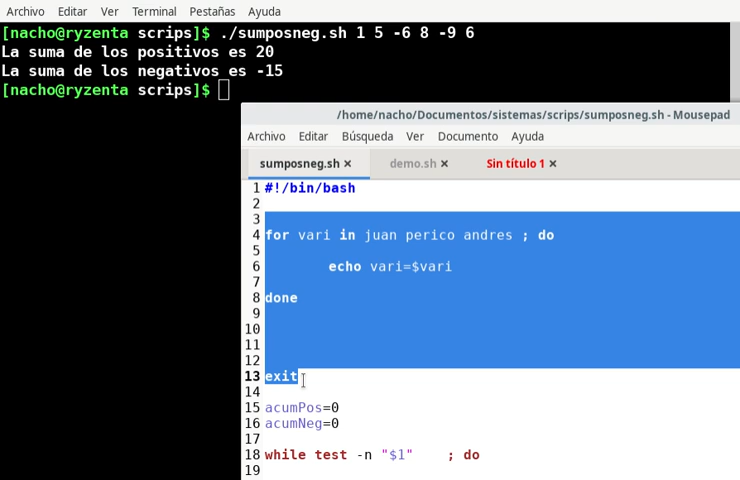 Archivo Editar Ver Terminal Pestañas Ayuda
[nacho@ryzenta scrips]$ ./sumposneg.sh 1 5 -6 8 -9 6
La suma de los positivos es 20
La suma de los negativos es -15
[nacho@ryzenta scrips]$
/home/nacho/Documentos/sistemas/scrips/sumposneg.sh - Mousepad
Archivo Editar Búsqueda Ver Documento Ayuda
sumposneg.sh × demo.sh × Sin título 1 ×
1 #!/bin/bash
2
3
4 for vari in juan perico andres ; do
5
6 echo vari=$vari
7
8 done
9
10
11
12
13 exit
14
15 acumPos=0
16 acumNeg=0
17
18 while test -n "$1" ; do
19